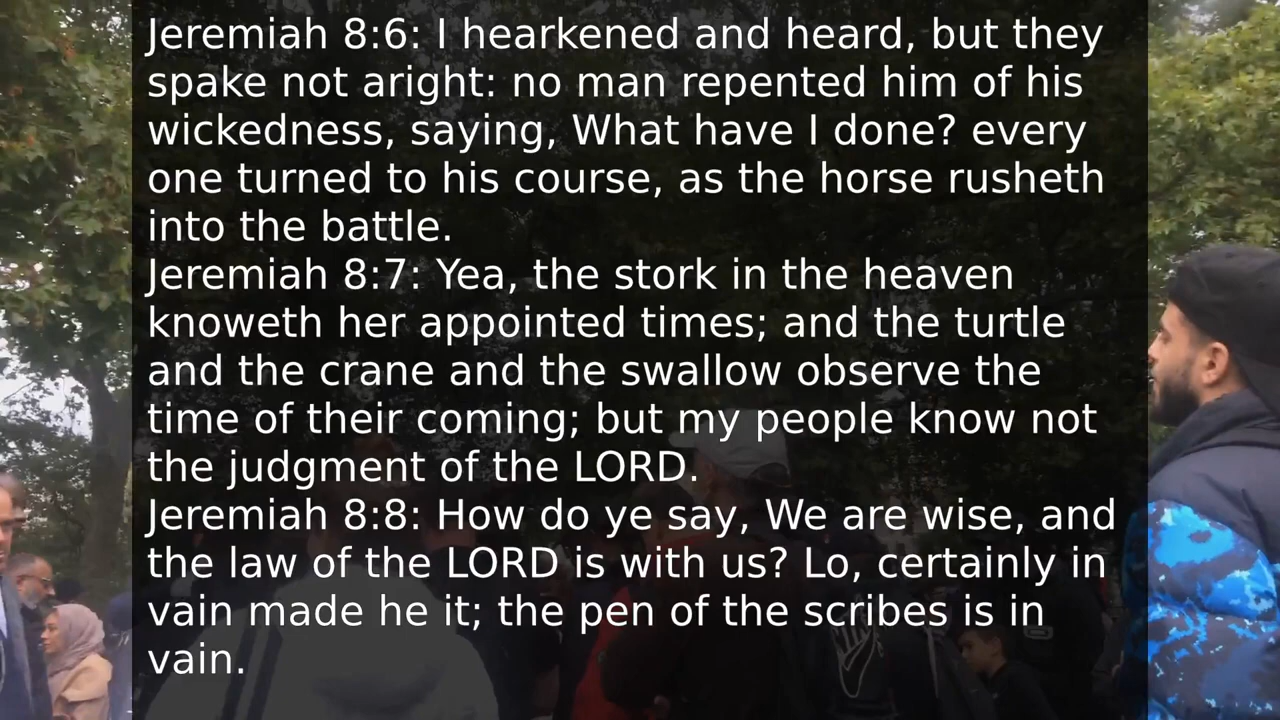 Jeremiah 8:6: I hearkened and heard, but they
spake not aright: no man repented him of his
wickedness, saying, What have I done? every
one turned to his course, as the horse rusheth
into the battle.
Jeremiah 8:7: Yea, the stork in the heaven
knoweth her appointed times; and the turtle
and the crane and the swallow observe the
time of their coming; but my people know not
the judgment of the LORD.
Jeremiah 8:8: How do ye say, We are wise, and
the law of the LORD is with us? Lo, certainly in
vain made he it; the pen of the scribes is in
vain.